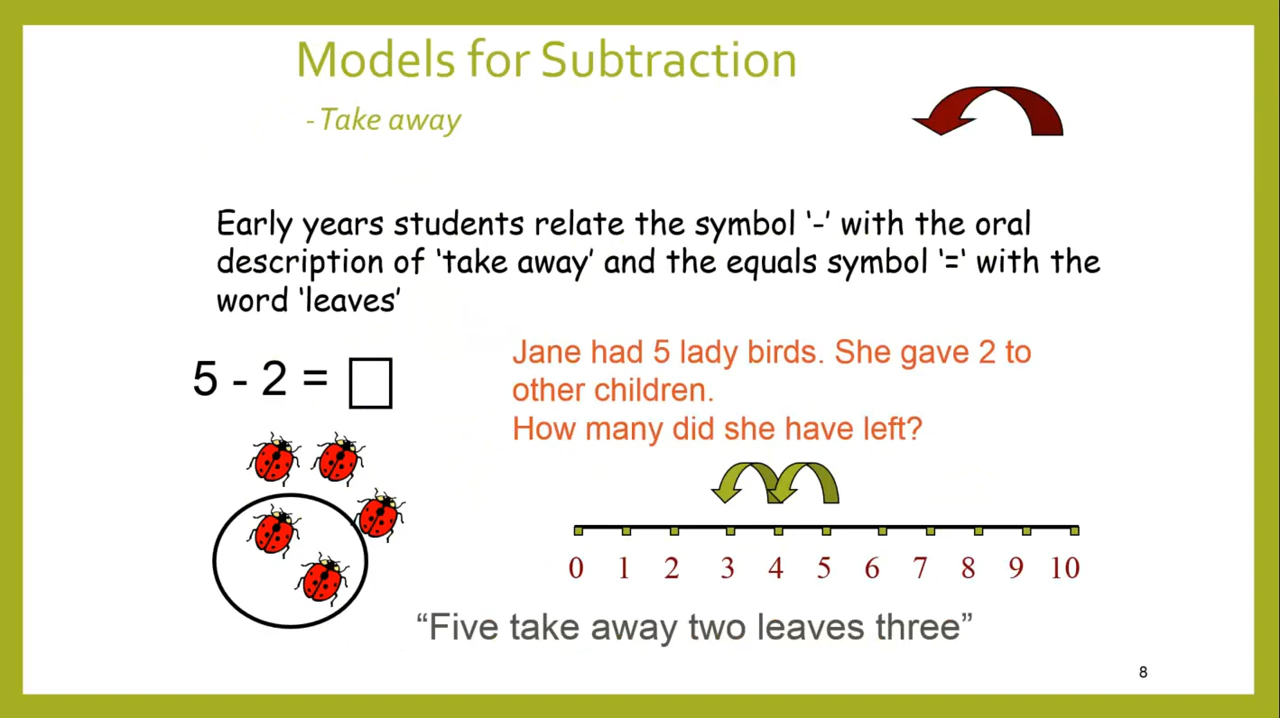 Models for Subtraction
- Take away
Early years students relate the symbol ‘-’ with the oral
description of ‘take away’ and the equals symbol ‘=‘ with the
word ‘leaves’
5 - 2 =
Jane had 5 lady birds. She gave 2 to
other children.
How many did she have left?
0 1 2 3 4 5 6 7 8 9 10
“Five take away two leaves three”
8